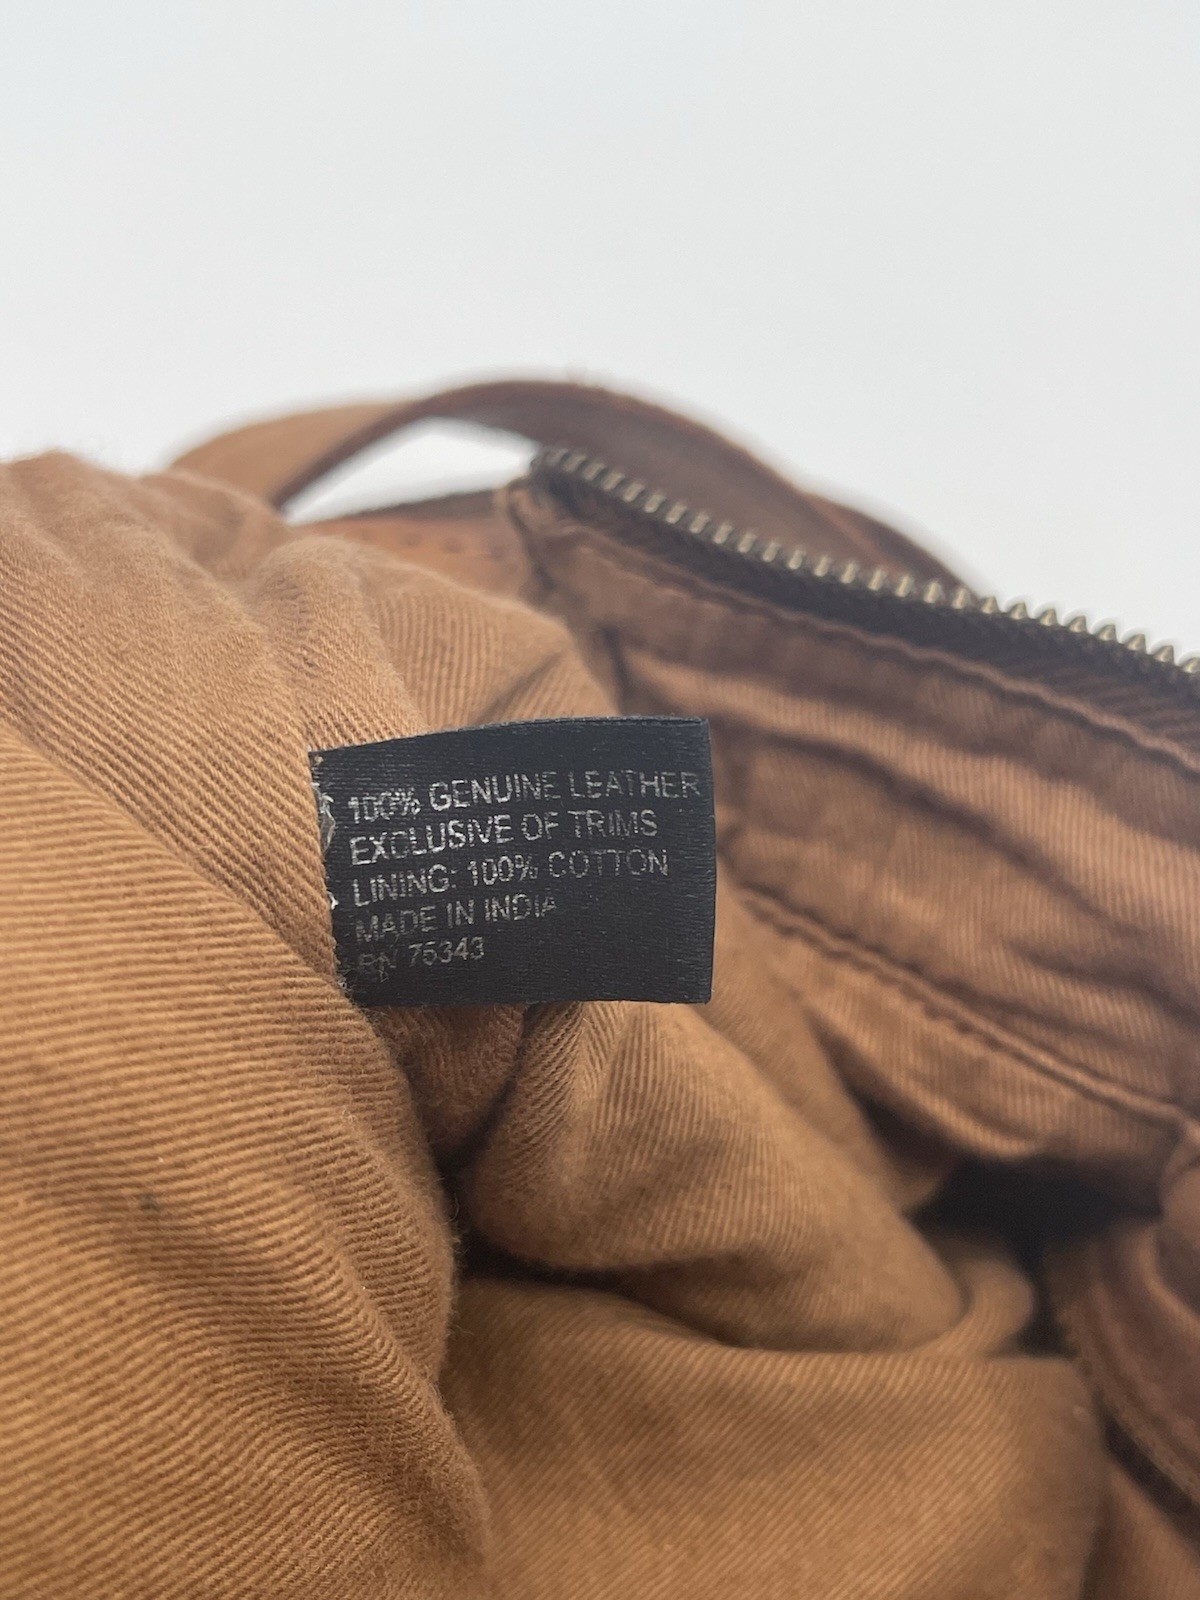 100% GENUINE LEATHER
EXCLUSIVE OF TRIMS
LINING: 100% COTTON
MADE IN INDIA
RN 75343